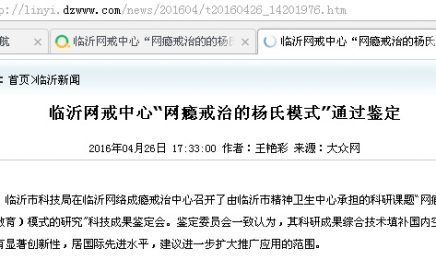 http://linyi.dzwww.com/news/201604/t20160426_14201976.htm
航 临沂网戒中心“网瘾戒治的的杨氏 临沂网戒中心“网瘾戒治的杨氏
: 首页>临沂新闻
临沂网戒中心“网瘾戒治的杨氏模式”通过鉴定
2016年04月26日 17:33:00 作者：王艳彩 来源：大众网
临沂市科技局在临沂网络成瘾戒治中心召开了由临沂市精神卫生中心承担的科研课题“网
教育）模式的研究”科技成果鉴定会。鉴定委员会一致认为，其科研成果综合技术填补国内空
有显著创新性，居国际先进水平，建议进一步扩大推广应用的范围。